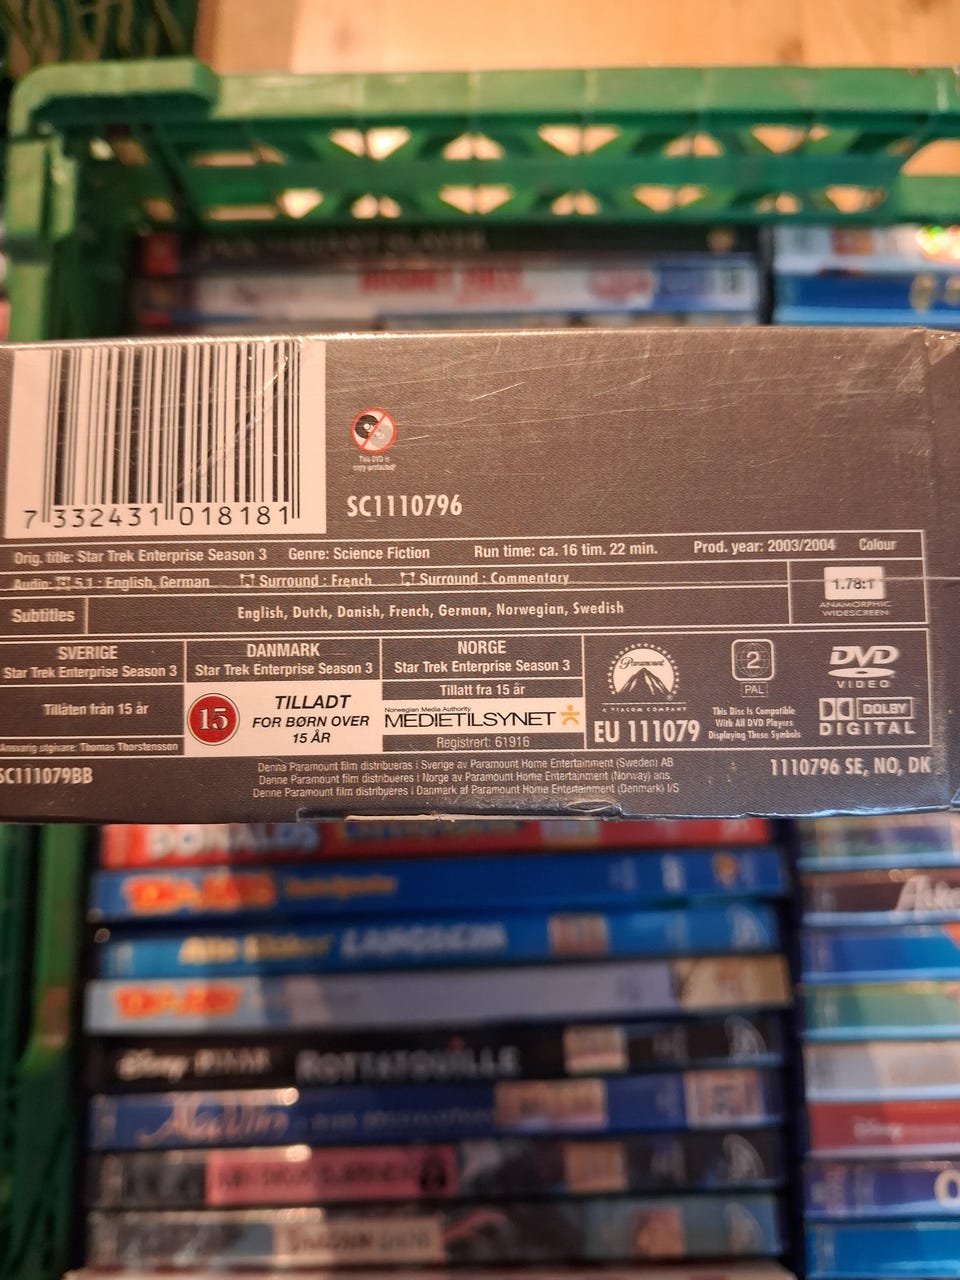 7 332431 018181
This DVD is
copy-protected!
SC1110796
Orig. title: Star Trek Enterprise Season 3 Genre: Science Fiction Run time: ca. 16 tim. 22 min. Prod. year: 2003/2004 Colour
Audio: 5.1 : English, German Surround : French Surround : Commentary
1.78:1
ANAMORPHIC
WIDESCREEN
Subtitles English, Dutch, Danish, French, German, Norwegian, Swedish
SVERIGE
Star Trek Enterprise Season 3
Tillåten från 15 år
Ansvarig utgivare: Thomas Thorstensson
DANMARK
Star Trek Enterprise Season 3
15
TILLADT
FOR BØRN OVER
15 ÅR
NORGE
Star Trek Enterprise Season 3
Tillatt fra 15 år
Norwegian Media Authority
MEDIETILSYNET
Registrert: 61916
Paramount
A VIACOM COMPANY
EU 111079
2
PAL
This Disc Is Compatible
With All DVD Players
Displaying These Symbols
DVD
VIDEO
DOLBY
DIGITAL
SC111079BB
Denna Paramount film distribueras i Sverige av Paramount Home Entertainment (Sweden) AB
Denne Paramount film distribueres i Norge av Paramount Home Entertainment (Norway) ans.
Denne Paramount film distribueres i Danmark af Paramount Home Entertainment (Denmark) I/S
1110796 SE, NO, DK
DONALDS
Disney PIXAR ROTTATOUILLE
Aladdin
Disney